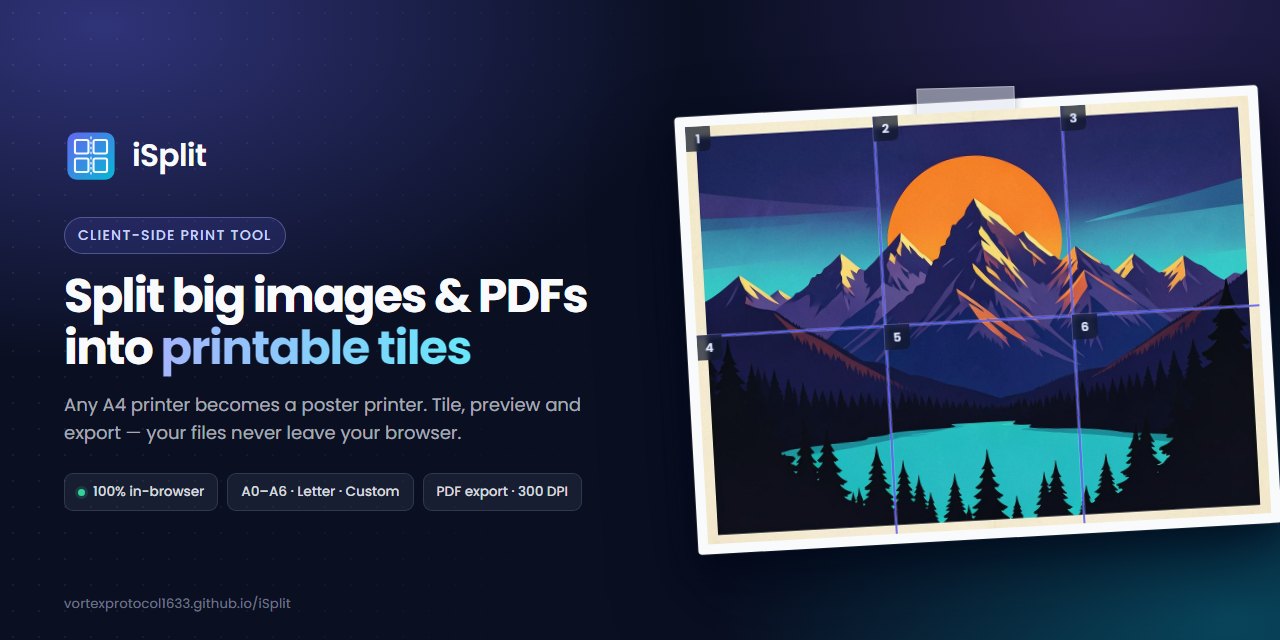 iSplit
CLIENT-SIDE PRINT TOOL
Split big images & PDFs
into printable tiles
Any A4 printer becomes a poster printer. Tile, preview and
export — your files never leave your browser.
100% in-browser
A0–A6 · Letter · Custom
PDF export · 300 DPI
vortexprotocol1633.github.io/iSplit
1
2
3
4
5
6